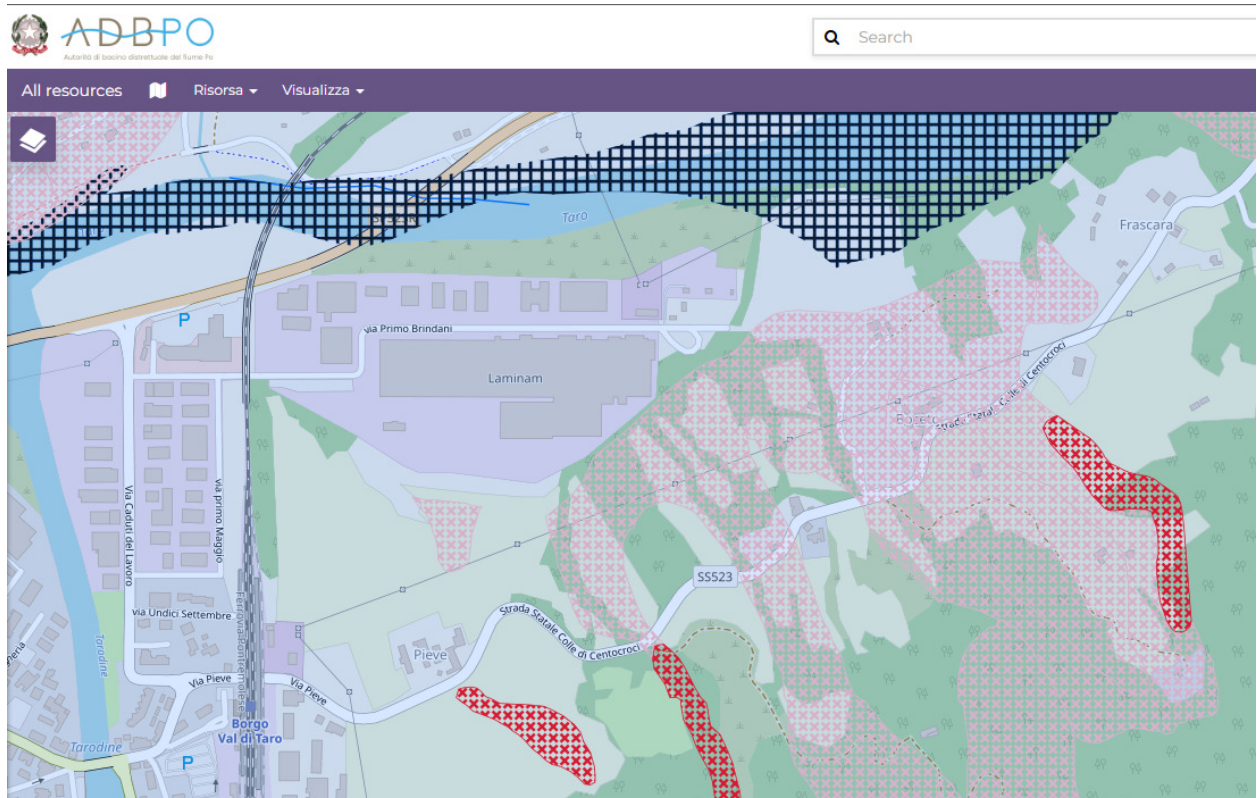 ADBPO
Autorità di bacino distrettuale del fiume Po
Search
All resources
Risorsa
Visualizza
Taro
Frascara
P
via Primo Brindani
Laminam
Strada Statale Colle di Centocroci
Via Caduti del Lavoro
via primo Maggio
SS523
via Undici Settembre
Ferrovia Pontremolese
Strada Statale Colle di Centocroci
Pieve
Via Pieve
Via Pieve
Borgo
Val di Taro
Tarodine
Tarodine
P